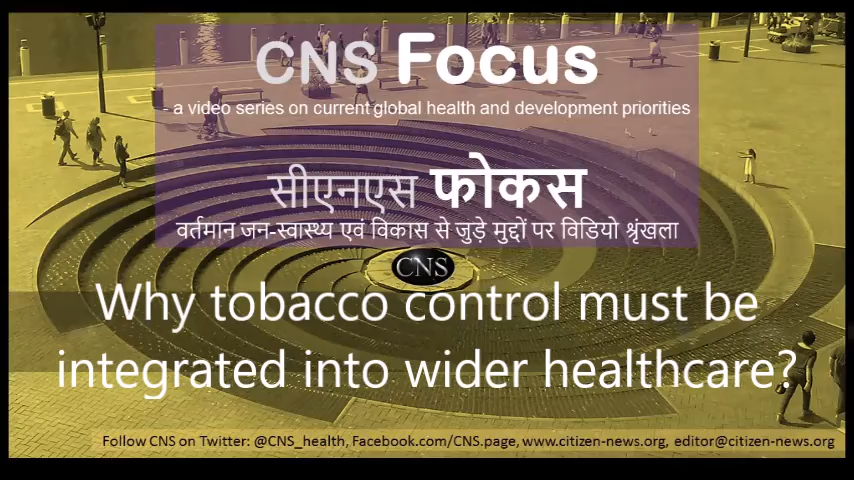 CNS Focus
- a video series on current global health and development priorities
सीएनएस फोकस
वर्तमान जन-स्वास्थ्य एवं विकास से जुड़े मुद्दों पर विडियो श्रृंखला
CNS
Why tobacco control must be
integrated into wider healthcare?
Follow CNS on Twitter: @CNS_health, Facebook.com/CNS.page, www.citizen-news.org, editor@citizen-news.org